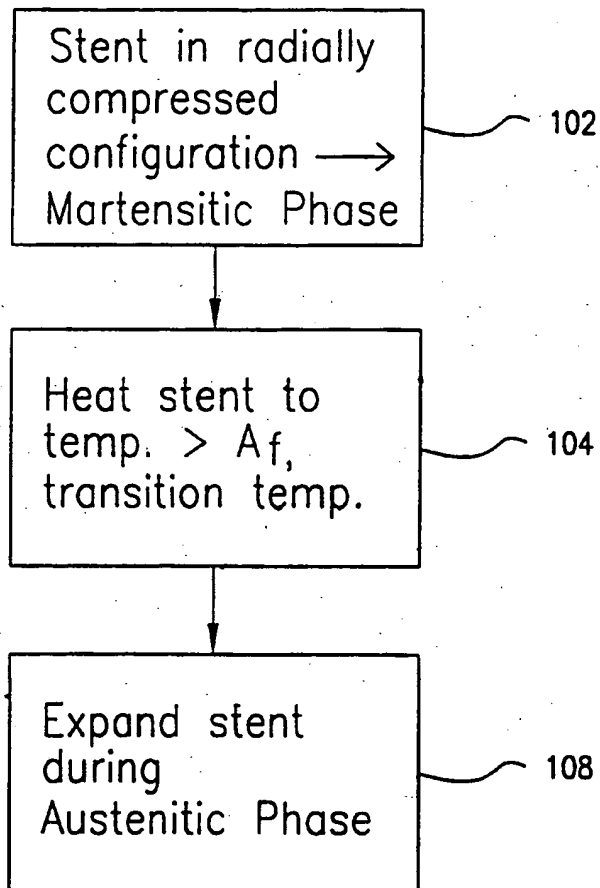 Stent in radially
compressed
configuration →
Martensitic Phase
102
Heat stent to
temp. > Af,
transition temp.
104
Expand stent
during
Austenitic Phase
108